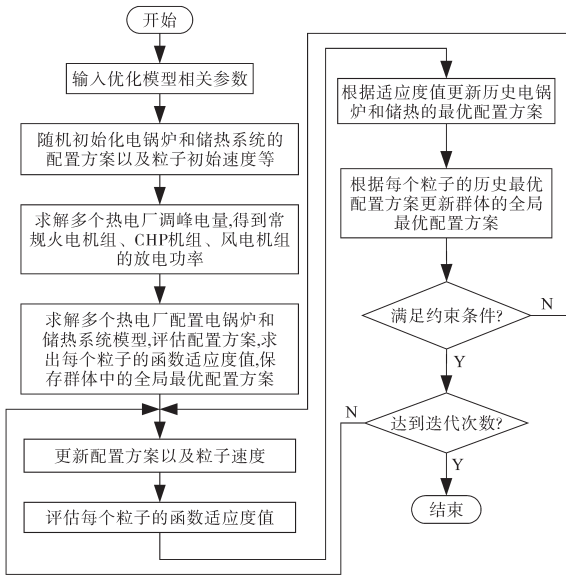 开始
输入优化模型相关参数
随机初始化电锅炉和储热系统的
配置方案以及粒子初始速度等
求解多个热电厂调峰电量,得到常
规火电机组、CHP机组、风电机组
的放电功率
求解多个热电厂配置电锅炉和
储热系统模型,评估配置方案,求
出每个粒子的函数适应度值,保
存群体中的全局最优配置方案
更新配置方案以及粒子速度
评估每个粒子的函数适应度值
根据适应度值更新历史电锅
炉和储热的最优配置方案
根据每个粒子的历史最优
配置方案更新群体的全局
最优配置方案
满足约束条件?
N
Y
达到迭代次数?
N
Y
结束